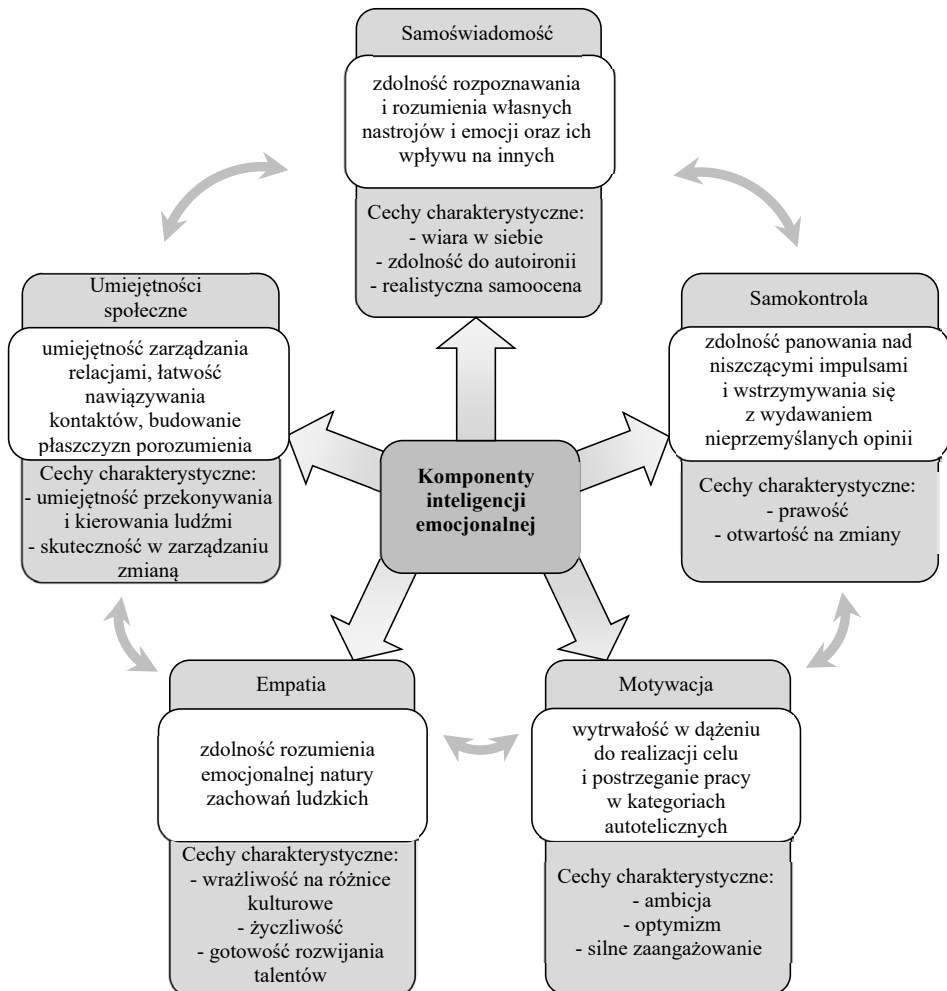 Samoświadomość
zdolność rozpoznawania
i rozumienia własnych
nastrojów i emocji oraz ich
wpływu na innych
Cechy charakterystyczne:
- wiara w siebie
- zdolność do autoironii
- realistyczna samoocena
Umiejętności
społeczne
umiejętność zarządzania
relacjami, łatwość
nawiązywania
kontaktów, budowanie
płaszczyzn porozumienia
Cechy charakterystyczne:
- umiejętność przekonywania
i kierowania ludźmi
- skuteczność w zarządzaniu
zmianą
Samokontrola
zdolność panowania nad
niszczącymi impulsami
i wstrzymywania się
z wydawaniem
nieprzemyślanych opinii
Cechy charakterystyczne:
- prawość
- otwartość na zmiany
Komponenty
inteligencji
emocjonalnej
Empatia
zdolność rozumienia
emocjonalnej natury
zachowań ludzkich
Cechy charakterystyczne:
- wrażliwość na różnice
kulturowe
- życzliwość
- gotowość rozwijania
talentów
Motywacja
wytrwałość w dążeniu
do realizacji celu
i postrzeganie pracy
w kategoriach
autotelicznych
Cechy charakterystyczne:
- ambicja
- optymizm
- silne zaangażowanie